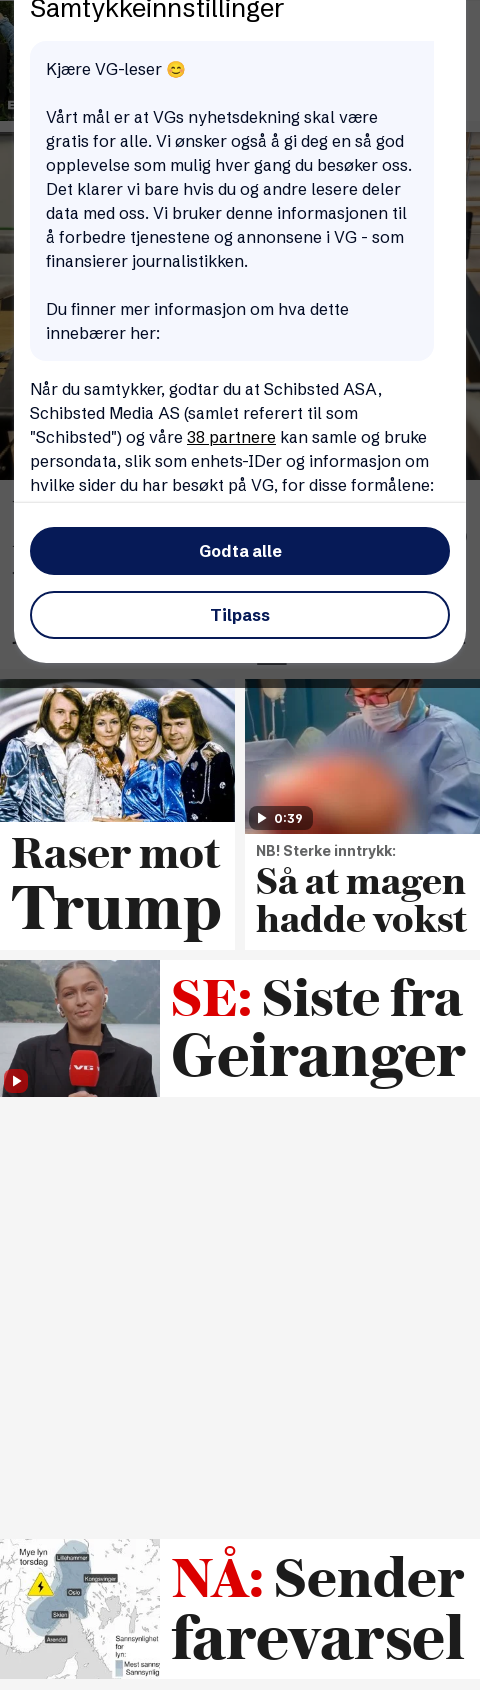 Samtykkeinnstillinger
Kjære VG-leser 😊
Vårt mål er at VGs nyhetsdekning skal være
gratis for alle. Vi ønsker også å gi deg en så god
opplevelse som mulig hver gang du besøker oss.
Det klarer vi bare hvis du og andre lesere deler
data med oss. Vi bruker denne informasjonen til
å forbedre tjenestene og annonsene i VG - som
finansierer journalistikken.
Du finner mer informasjon om hva dette
innebærer her:
Når du samtykker, godtar du at Schibsted ASA,
Schibsted Media AS (samlet referert til som
"Schibsted") og våre 38 partnere kan samle og bruke
persondata, slik som enhets-IDer og informasjon om
hvilke sider du har besøkt på VG, for disse formålene:
Godta alle
Tilpass
Raser mot
Trump
0:39
NB! Sterke inntrykk:
Så at magen
hadde vokst
VG
SE: Siste fra
Geiranger
Mye lyn
torsdag
Lillehammer
Kongsvinger
Oslo
Skien
Arendal
Sannsynlighet
for
lyn:
Mest sanns
Sannsynlig
NÅ: Sender
farevarsel